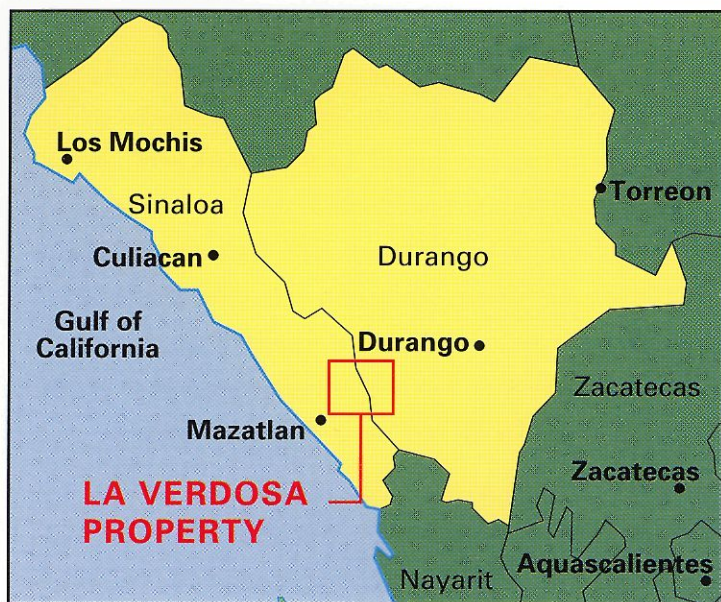 Los Mochis
Sinaloa
Torreon
Culiacan
Durango
Gulf of
California
Durango
Zacatecas
Mazatlan
Zacatecas
LA VERDOSA
PROPERTY
Aquascalientes
Nayarit